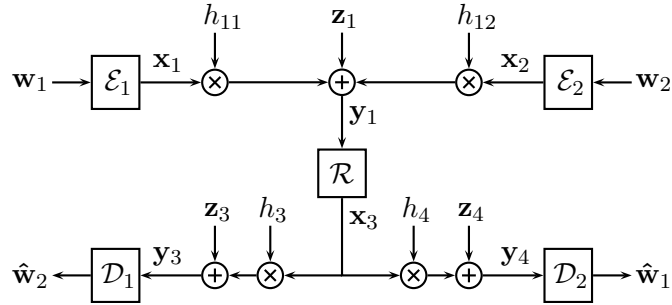 h₁₁ z₁ h₁₂
w₁ ℰ₁ x₁ × + × x₂ ℰ₂ w₂
y₁
ℛ
z₃ h₃ x₃ h₄ z₄
ŵ₂ 𝒟₁ y₃ + × × + y₄ 𝒟₂ ŵ₁